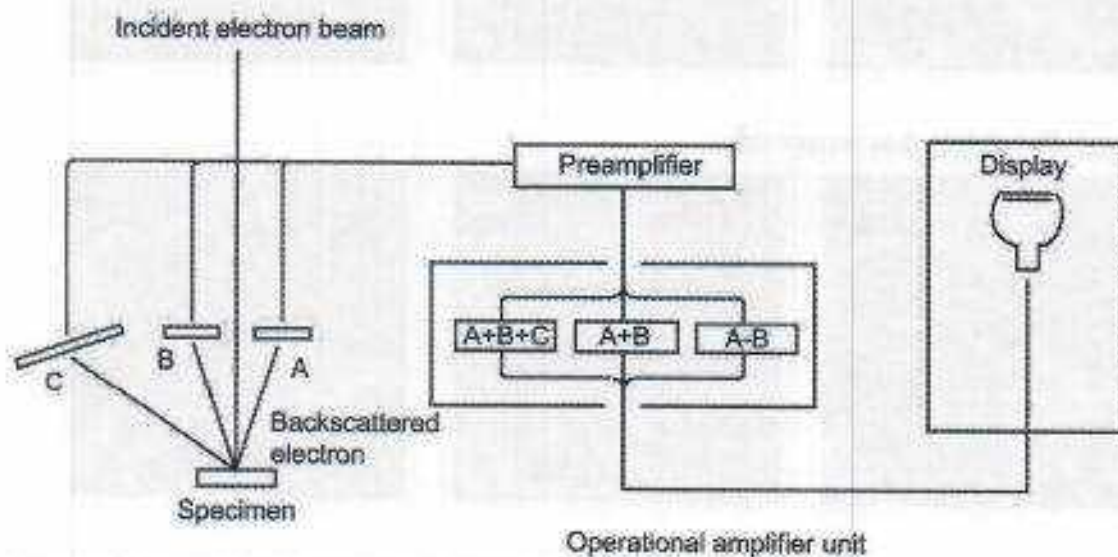 Incident electron beam
Preamplifier
Display
A+B+C
A+B
A-B
C
B
A
Backscattered
electron
Specimen
Operational amplifier unit